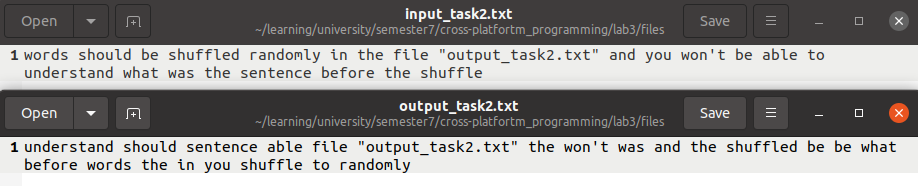 Open
input_task2.txt
~/learning/university/semester7/cross-platfortm_programming/lab3/files
Save
1 words should be shuffled randomly in the file "output_task2.txt" and you won't be able to
understand what was the sentence before the shuffle
Open
output_task2.txt
~/learning/university/semester7/cross-platfortm_programming/lab3/files
Save
1 understand should sentence able file "output_task2.txt" the won't was and the shuffled be be what
before words the in you shuffle to randomly